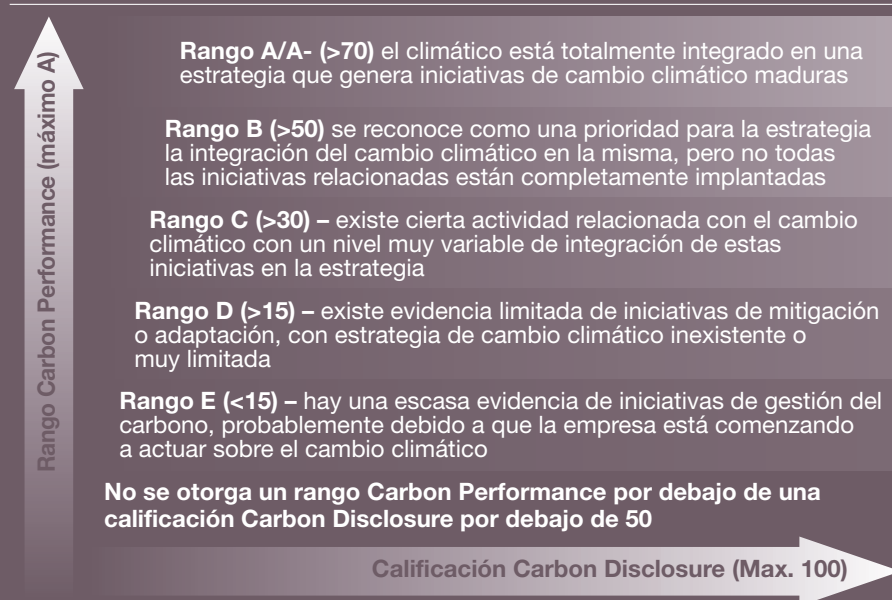 Rango Carbon Performance (máximo A)
Rango A/A- (>70) el climático está totalmente integrado en una
estrategia que genera iniciativas de cambio climático maduras
Rango B (>50) se reconoce como una prioridad para la estrategia
la integración del cambio climático en la misma, pero no todas
las iniciativas relacionadas están completamente implantadas
Rango C (>30) – existe cierta actividad relacionada con el cambio
climático con un nivel muy variable de integración de estas
iniciativas en la estrategia
Rango D (>15) – existe evidencia limitada de iniciativas de mitigación
o adaptación, con estrategia de cambio climático inexistente o
muy limitada
Rango E (<15) – hay una escasa evidencia de iniciativas de gestión del
carbono, probablemente debido a que la empresa está comenzando
a actuar sobre el cambio climático
No se otorga un rango Carbon Performance por debajo de una
calificación Carbon Disclosure por debajo de 50
Calificación Carbon Disclosure (Max. 100)